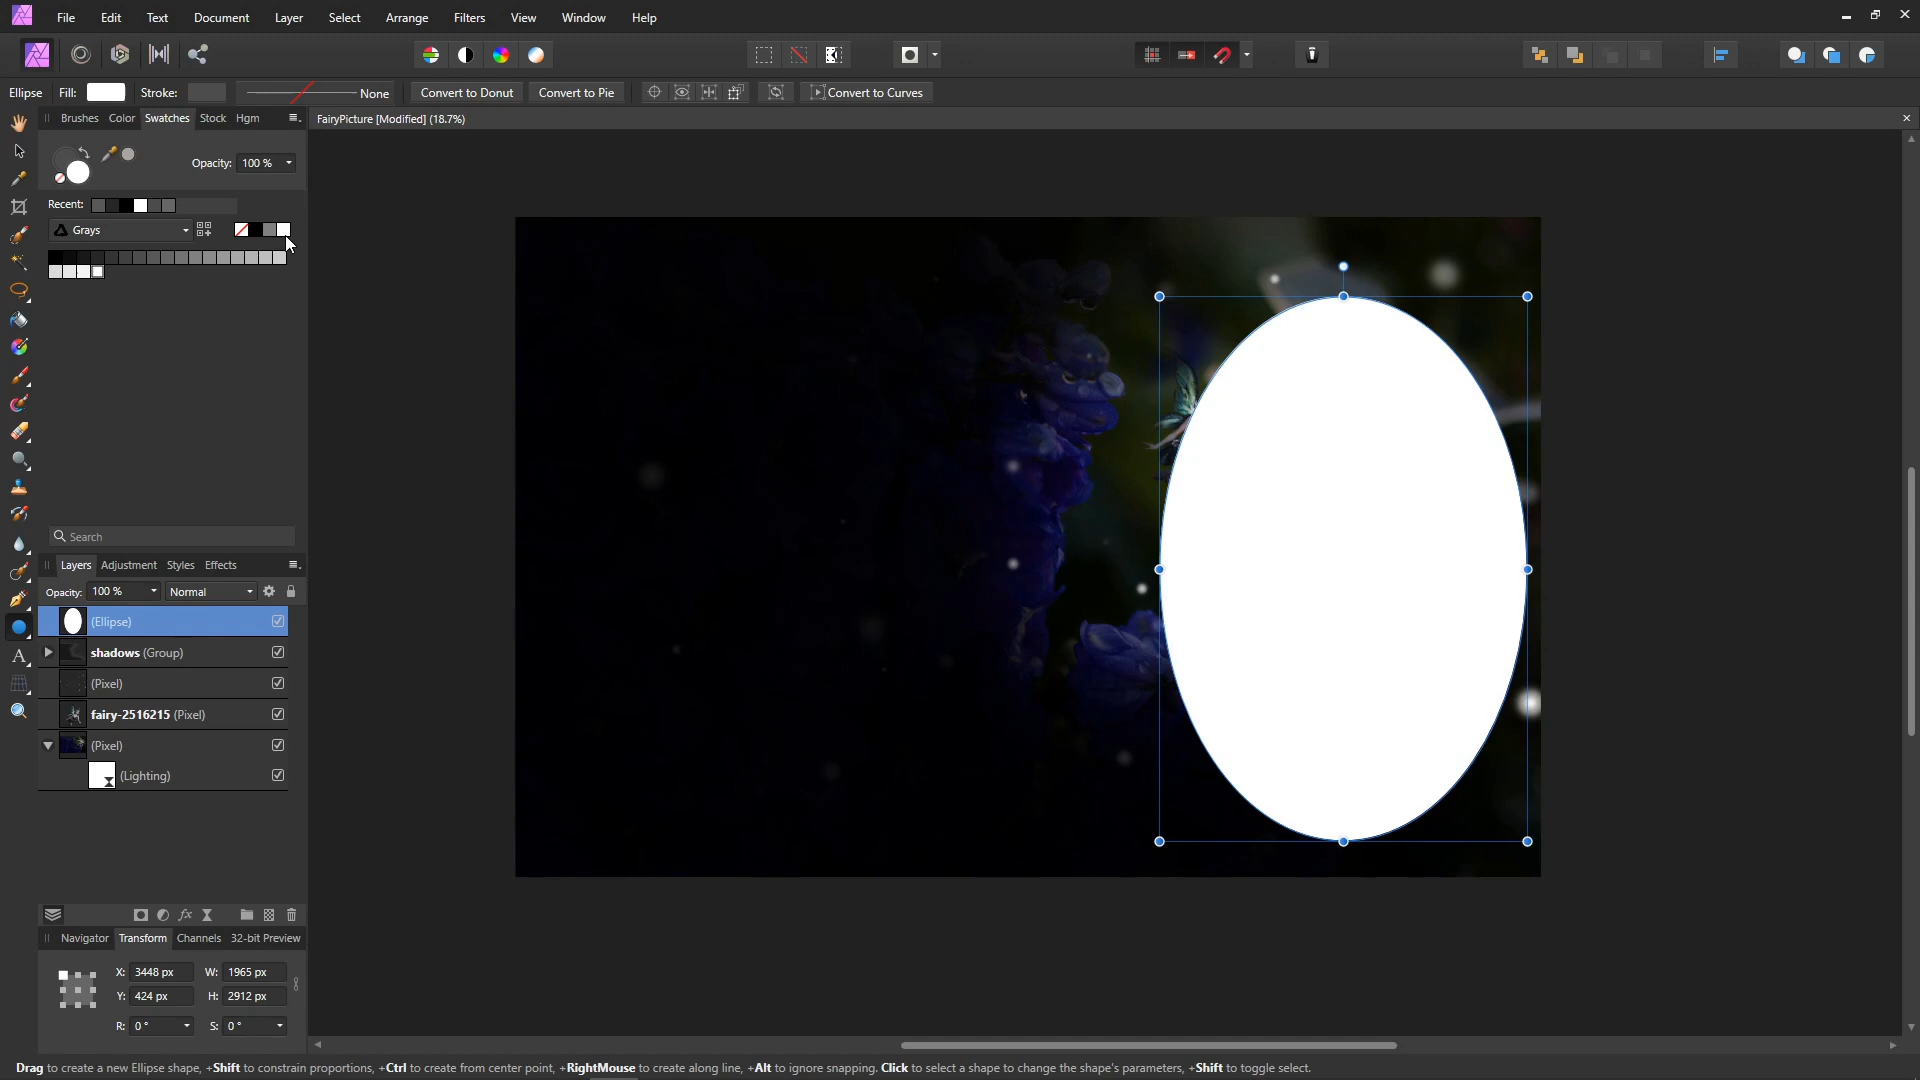 File Edit Text Document Layer Select Arrange Filters View Window Help
Ellipse Fill: Stroke: None Convert to Donut Convert to Pie Convert to Curves
Brushes Color Swatches Stock Hgm
FairyPicture [Modified] (18.7%)
Opacity: 100 %
Recent:
Grays
Search
Layers Adjustment Styles Effects
Opacity: 100 % Normal
(Ellipse)
shadows (Group)
(Pixel)
fairy-2516215 (Pixel)
(Pixel)
(Lighting)
Navigator Transform Channels 32-bit Preview
X: 3448 px W: 1965 px
Y: 424 px H: 2912 px
R: 0 ° S: 0 °
Drag to create a new Ellipse shape, +Shift to constrain proportions, +Ctrl to create from center point, +RightMouse to create along line, +Alt to ignore snapping. Click to select a shape to change the shape's parameters, +Shift to toggle select.